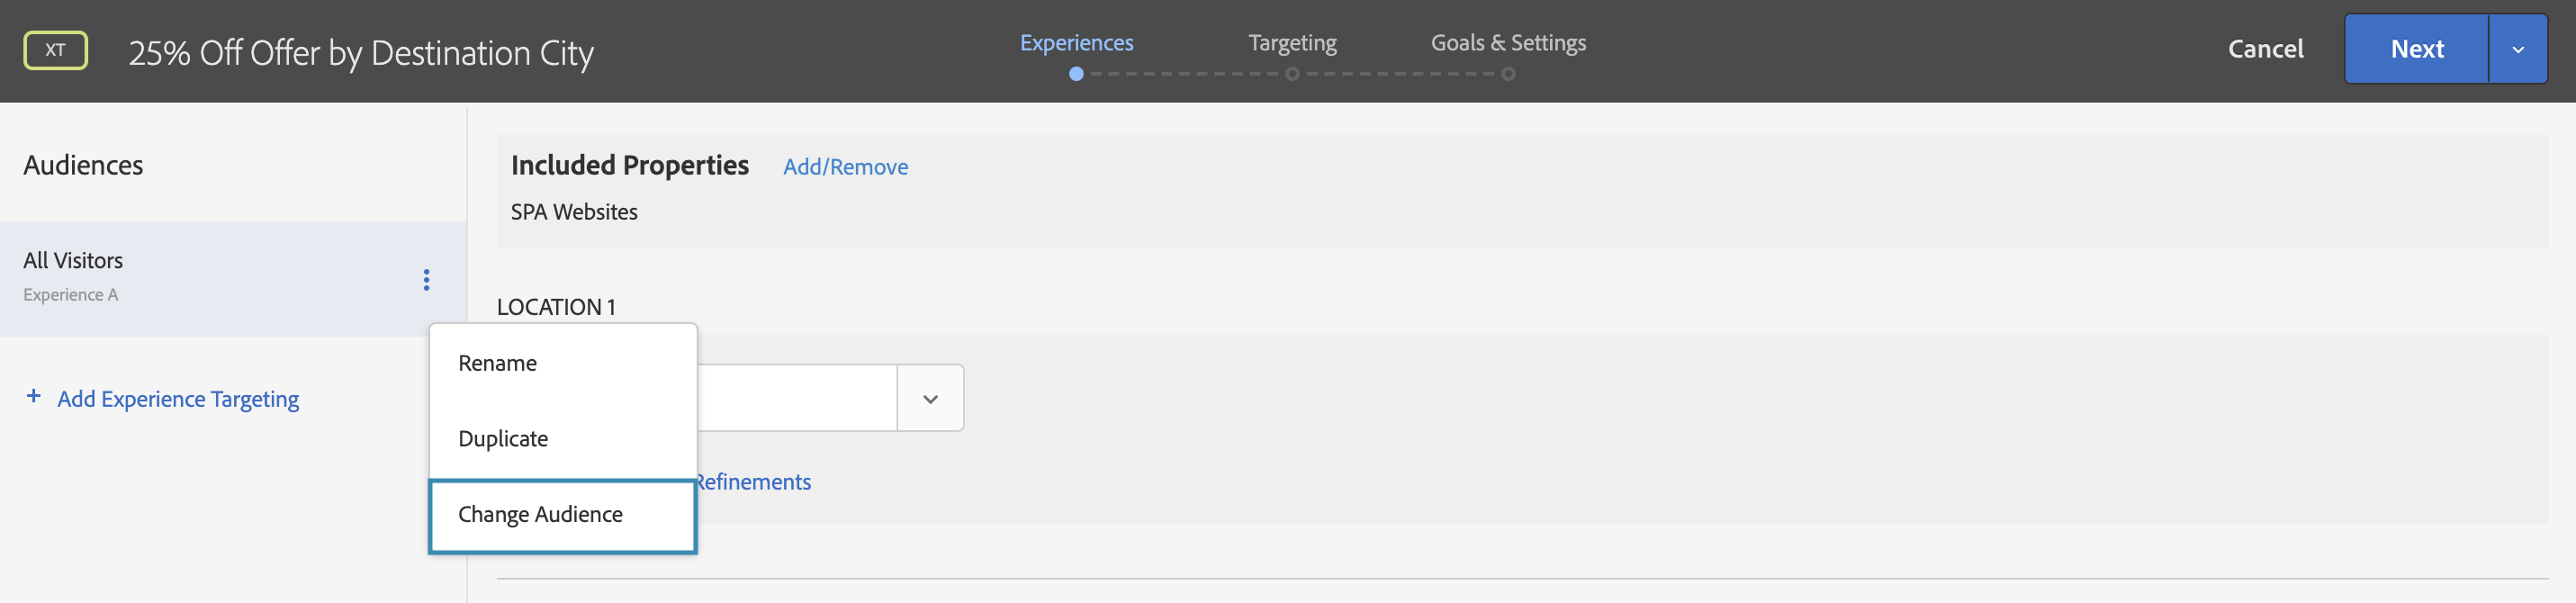 XT
25% Off Offer by Destination City
Experiences
Targeting
Goals & Settings
Cancel
Next
Audiences
Included Properties
Add/Remove
SPA Websites
All Visitors
Experience A
LOCATION 1
Rename
+ Add Experience Targeting
Duplicate
Refinements
Change Audience